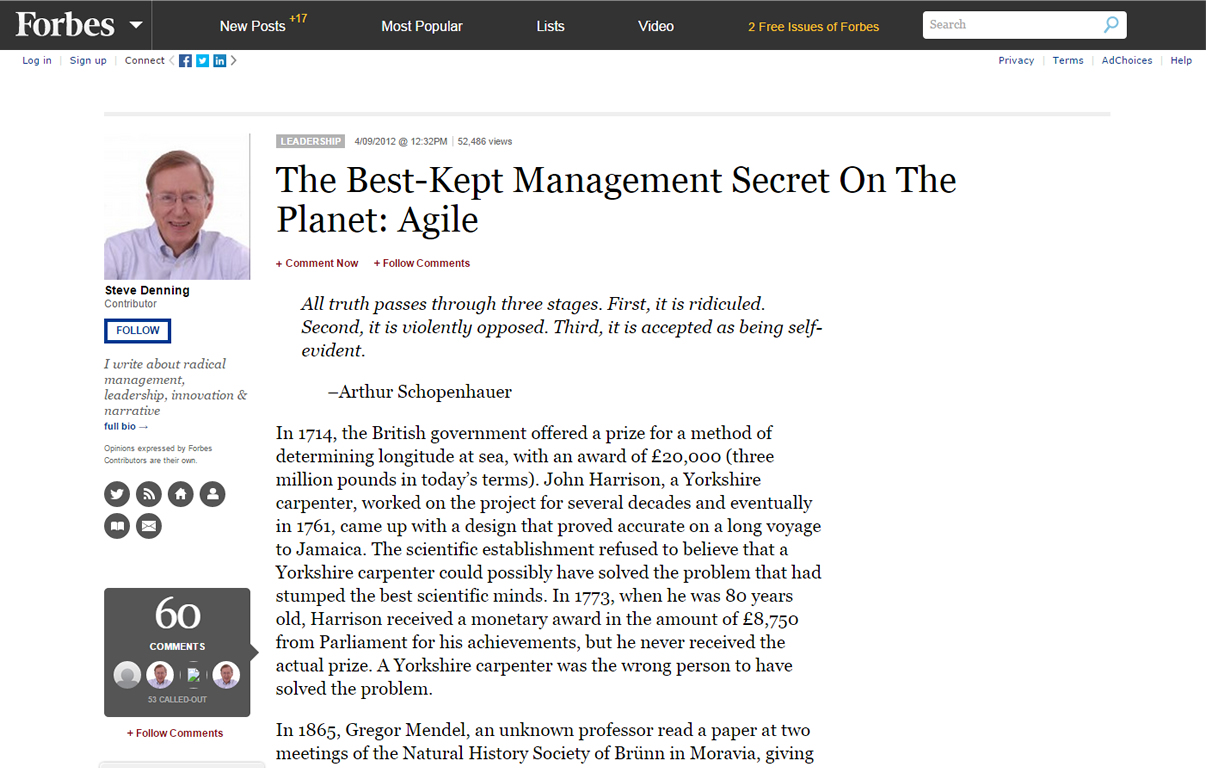 Forbes
New Posts +17
Most Popular
Lists
Video
2 Free Issues of Forbes
Search
Log in
Sign up
Connect
Privacy
Terms
AdChoices
Help
LEADERSHIP 4/09/2012 @ 12:32PM 52,486 views
The Best-Kept Management Secret On The
Planet: Agile
+ Comment Now + Follow Comments
Steve Denning
Contributor
FOLLOW
I write about radical
management,
leadership, innovation &
narrative
full bio →
Opinions expressed by Forbes
Contributors are their own.
60
COMMENTS
53 CALLED-OUT
+ Follow Comments
All truth passes through three stages. First, it is ridiculed.
Second, it is violently opposed. Third, it is accepted as being self-
evident.
–Arthur Schopenhauer
In 1714, the British government offered a prize for a method of
determining longitude at sea, with an award of £20,000 (three
million pounds in today’s terms). John Harrison, a Yorkshire
carpenter, worked on the project for several decades and eventually
in 1761, came up with a design that proved accurate on a long voyage
to Jamaica. The scientific establishment refused to believe that a
Yorkshire carpenter could possibly have solved the problem that had
stumped the best scientific minds. In 1773, when he was 80 years
old, Harrison received a monetary award in the amount of £8,750
from Parliament for his achievements, but he never received the
actual prize. A Yorkshire carpenter was the wrong person to have
solved the problem.
In 1865, Gregor Mendel, an unknown professor read a paper at two
meetings of the Natural History Society of Brünn in Moravia, giving